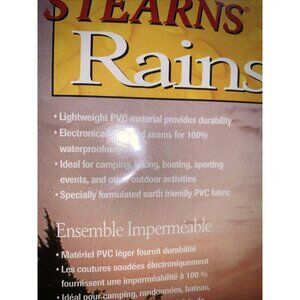 STEARNS®
Rains
• Lightweight PVC material provides durability
• Electronica seams for 100%
waterproof
• Ideal for camping, hiking, boating, sporting
events, and other outdoor activities
• Specially formulated earth friendly PVC fabric
Ensemble Imperméable
• Matériel PVC léger fournit durabilité
• Les coutures soudées électroniquement
fournissent une imperméabilité à 100 %
• Idéal pour camping, randonnées, bateau,